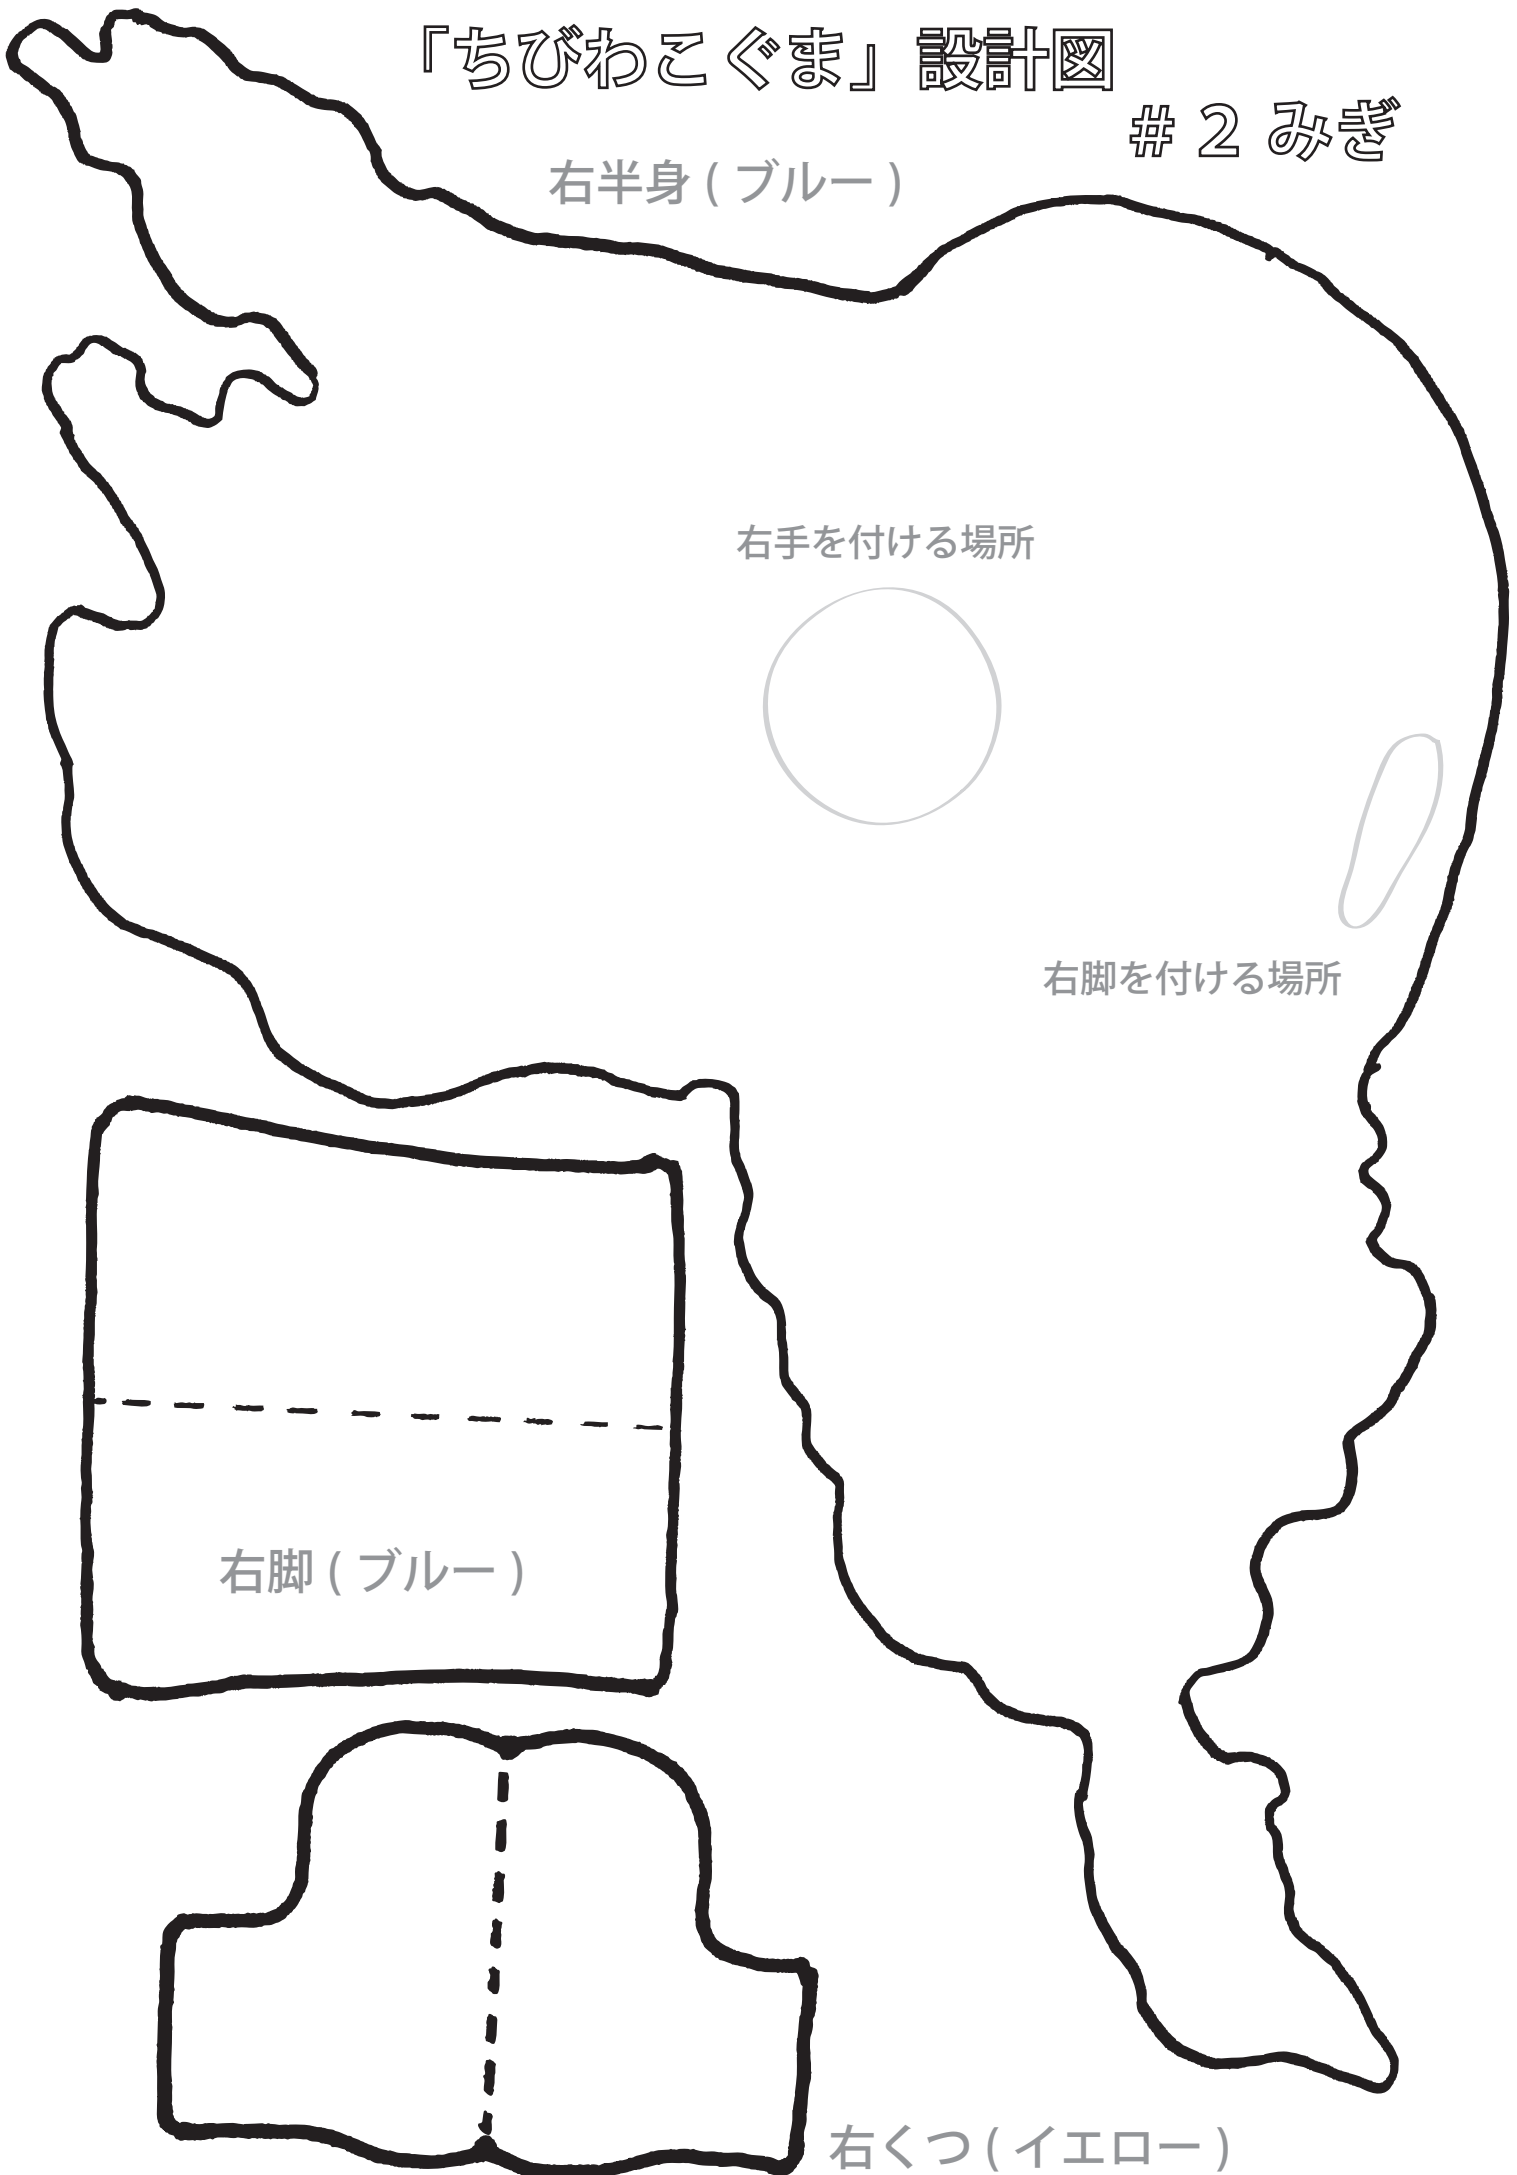 「ちびわこぐま」設計図
＃２みぎ
右半身(ブルー)
右手を付ける場所
右脚を付ける場所
右脚(ブルー)
右くつ(イエロー)